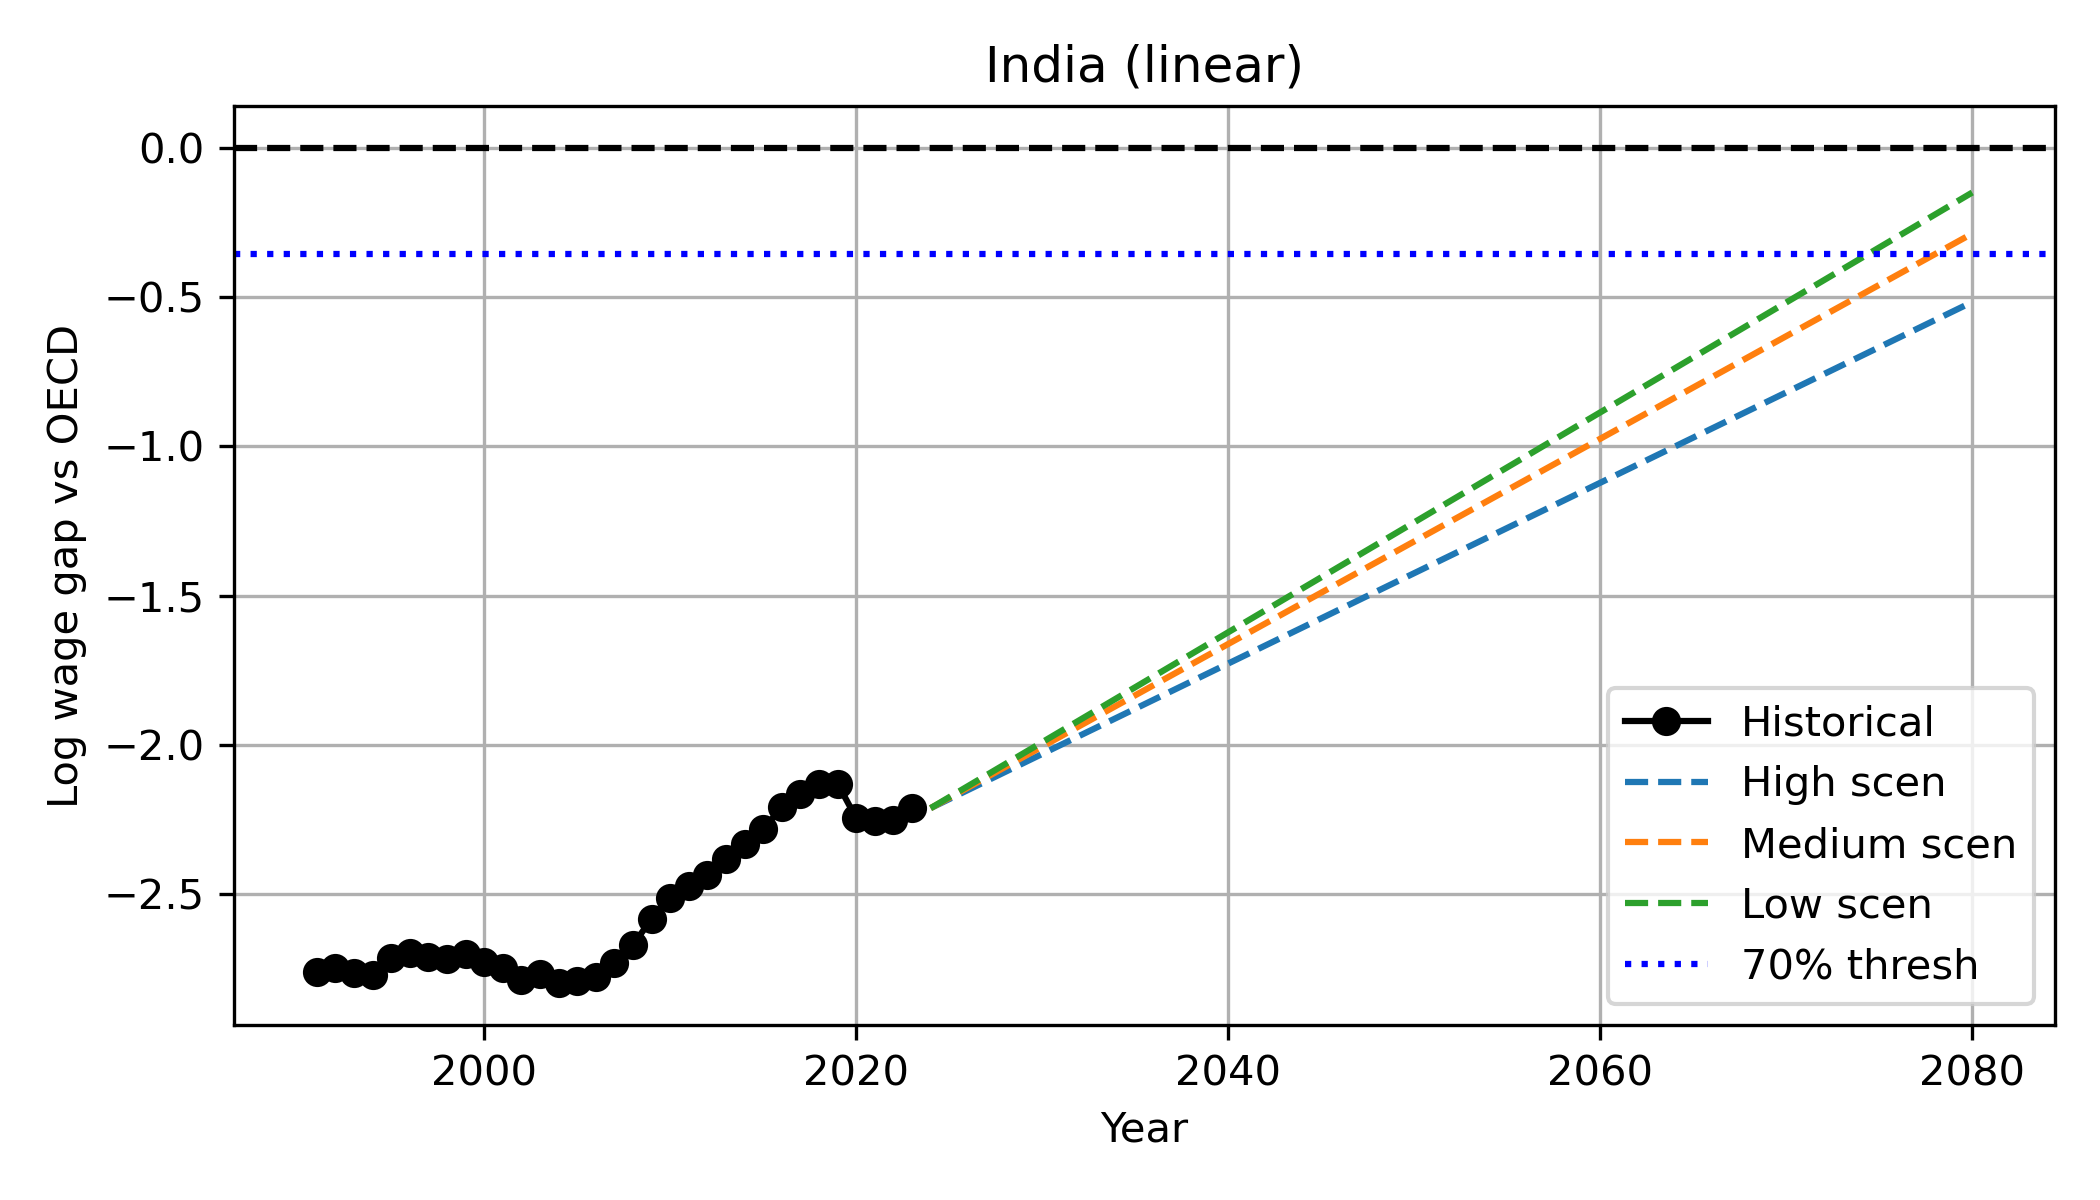 India (linear)
Log wage gap vs OECD
0.0
−0.5
−1.0
−1.5
−2.0
−2.5
Historical
High scen
Medium scen
Low scen
70% thresh
2000 2020 2040 2060 2080
Year